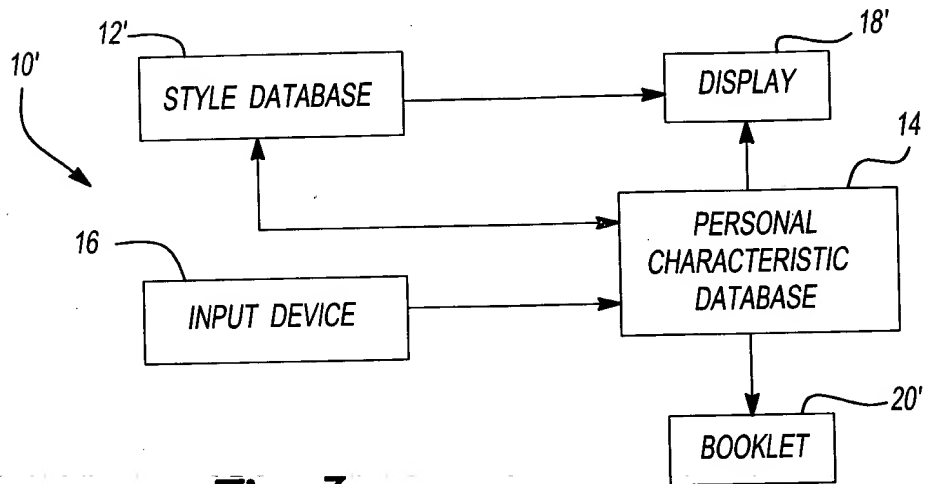 12'
18'
10'
STYLE DATABASE
DISPLAY
14
16
PERSONAL
CHARACTERISTIC
DATABASE
INPUT DEVICE
20'
BOOKLET